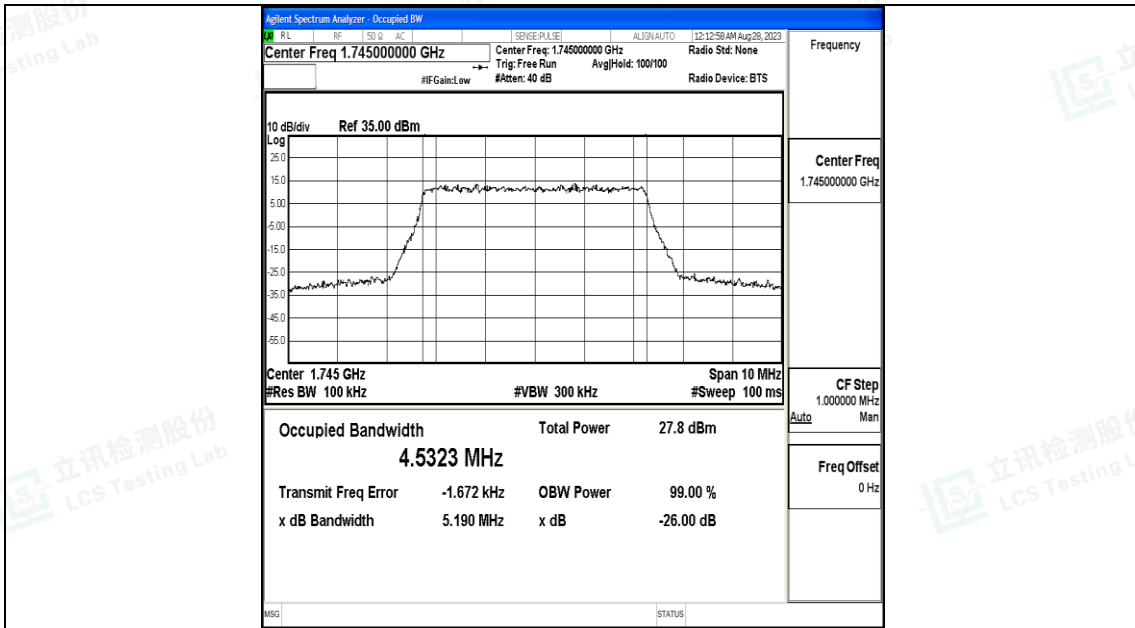 Agilent Spectrum Analyzer - Occupied BW
RL RF 50 Ω AC SENSE:PULSE ALIGNAUTO 12:12:58 AM Aug 28, 2023
Center Freq 1.745000000 GHz
Center Freq: 1.745000000 GHz
Radio Std: None
Trig: Free Run Avg|Hold: 100/100
#IFGain:Low #Atten: 40 dB Radio Device: BTS
Frequency
10 dB/div Ref 35.00 dBm
Log
25.0
15.0
5.00
-5.00
-15.0
-25.0
-35.0
-45.0
-55.0
Center Freq
1.745000000 GHz
Center 1.745 GHz Span 10 MHz
#Res BW 100 kHz #VBW 300 kHz #Sweep 100 ms
CF Step
1.000000 MHz
Auto Man
Occupied Bandwidth Total Power 27.8 dBm
4.5323 MHz
Transmit Freq Error -1.672 kHz OBW Power 99.00 %
x dB Bandwidth 5.190 MHz x dB -26.00 dB
Freq Offset
0 Hz
MSG STATUS
立讯检测股份
LCS Testing Lab
立讯检测股份